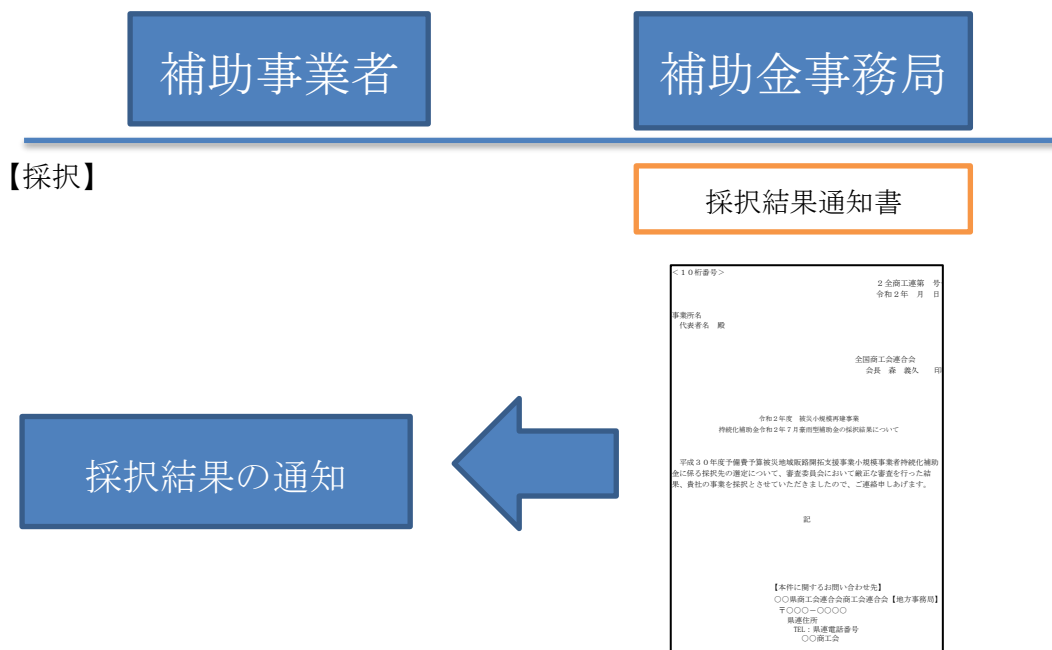 補助事業者
補助金事務局
【採択】
採択結果通知書
<10桁番号>
2全商工連第 号
令和2年 月 日
事業所名
代表者名 殿
全国商工会連合会
会長 森 義久 印
令和2年度 被災小規模再建事業
持続化補助金令和2年7月豪雨型補助金の採択結果について
平成30年度予備費予算被災地域販路開拓支援事業小規模事業者持続化補助
金に係る採択先の選定について、審査委員会において厳正な審査を行った結
果、貴社の事業を採択とさせていただきましたので、ご連絡申しあげます。
記
【本件に関するお問い合わせ先】
○○県商工会連合会商工会連合会【地方事務局】
〒○○○-○○○○
県連住所
TEL:県連電話番号
○○商工会
採択結果の通知